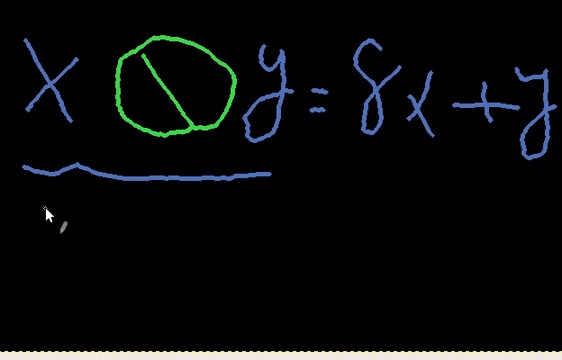 x ⦸ y = 8x + y